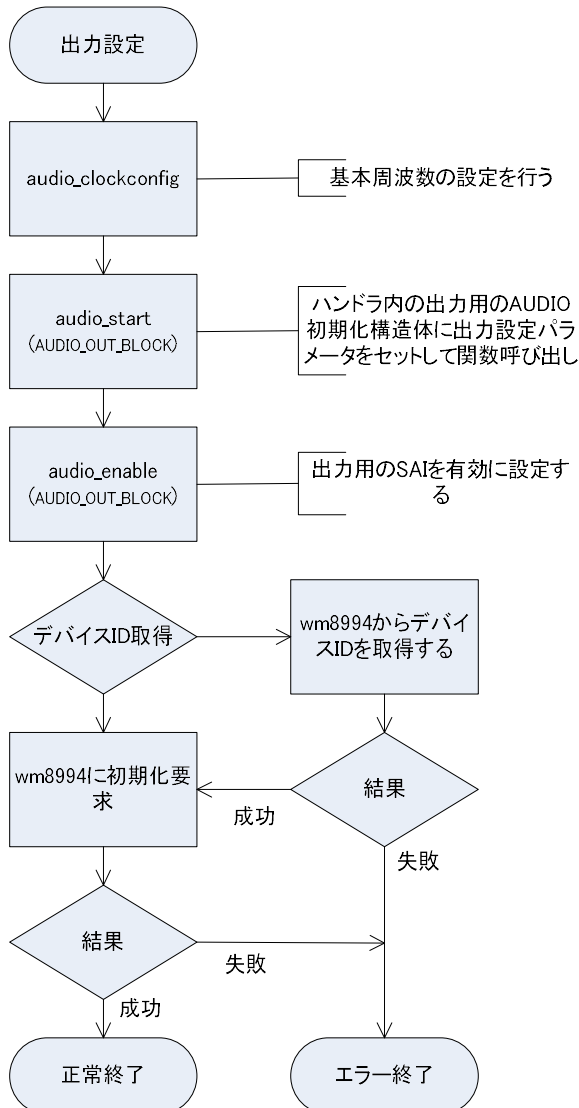 出力設定
audio_clockconfig
基本周波数の設定を行う
audio_start
(AUDIO_OUT_BLOCK)
ハンドラ内の出力用のAUDIO
初期化構造体に出力設定パラ
メータをセットして関数呼び出し
audio_enable
(AUDIO_OUT_BLOCK)
出力用のSAIを有効に設定す
る
デバイスID取得
wm8994からデバイ
スIDを取得する
wm8994に初期化要
求
結果
成功
失敗
結果
失敗
成功
正常終了
エラー終了